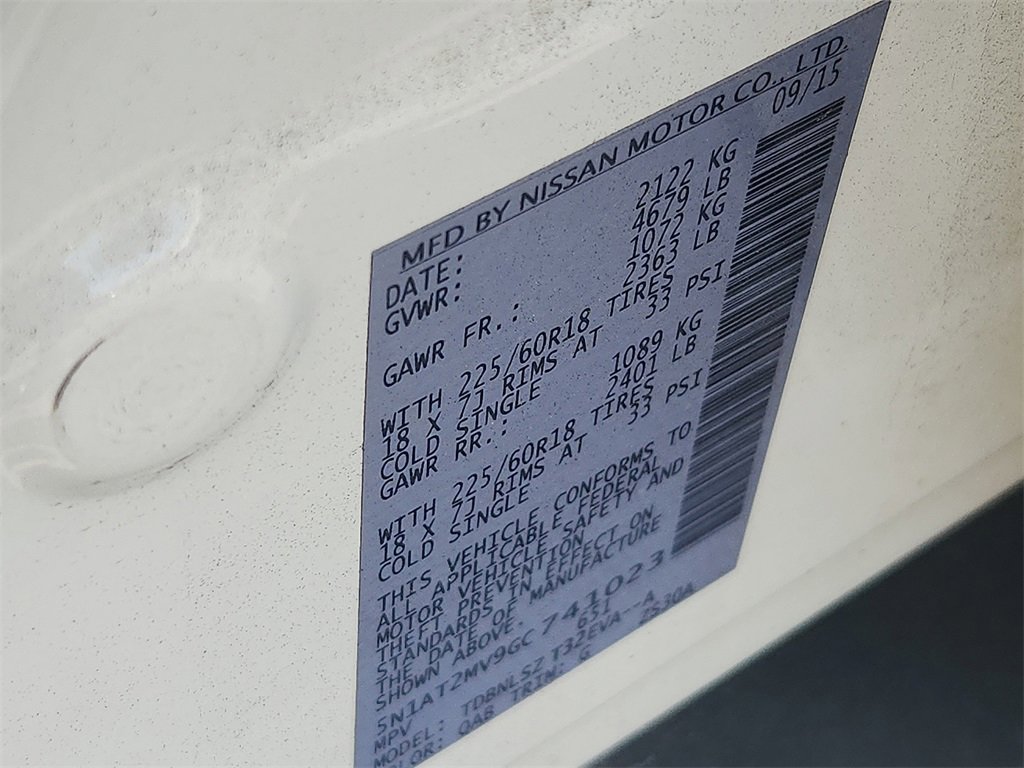 MFD BY NISSAN MOTOR CO., LTD.
DATE: 09/15
GVWR: 2122 KG
4679 LB
GAWR FR.: 1072 KG
2363 LB
WITH 225/60R18 TIRES
18 X 7J RIMS AT 33 PSI
COLD SINGLE
GAWR RR.: 1089 KG
2401 LB
WITH 225/60R18 TIRES
18 X 7J RIMS AT 33 PSI
COLD SINGLE
THIS VEHICLE CONFORMS TO
ALL APPLICABLE FEDERAL
MOTOR VEHICLE SAFETY AND
THEFT PREVENTION
STANDARDS IN EFFECT ON
THE DATE OF MANUFACTURE
SHOWN ABOVE.
5N1AT2MV9GC 741023
MPV 651
MODEL: TDBNLSZ T32EVA--A
QAB TRIM: G 2S30A